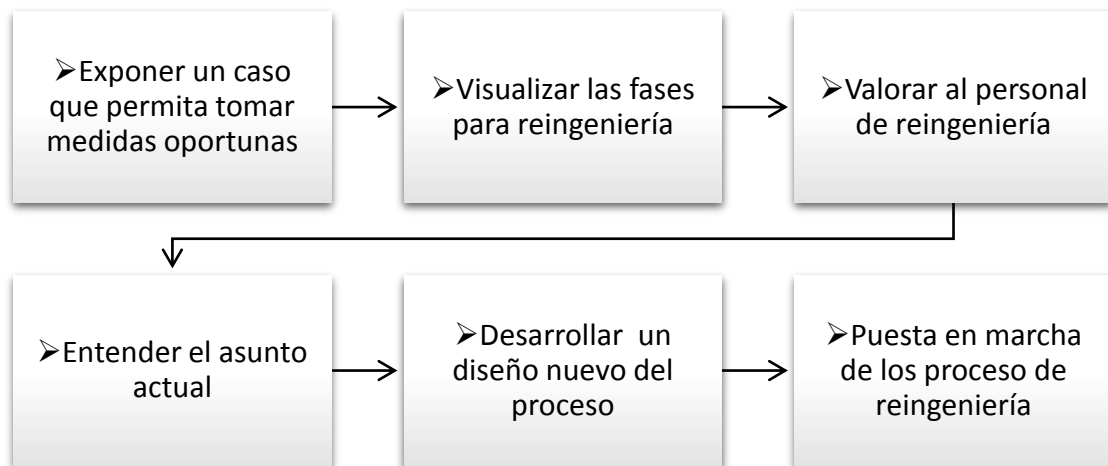 ➢Exponer un caso
que permita tomar
medidas oportunas
➢Visualizar las fases
para reingeniería
➢Valorar al personal
de reingeniería
➢Entender el asunto
actual
➢Desarrollar  un
diseño nuevo del
proceso
➢Puesta en marcha
de los proceso de
reingeniería